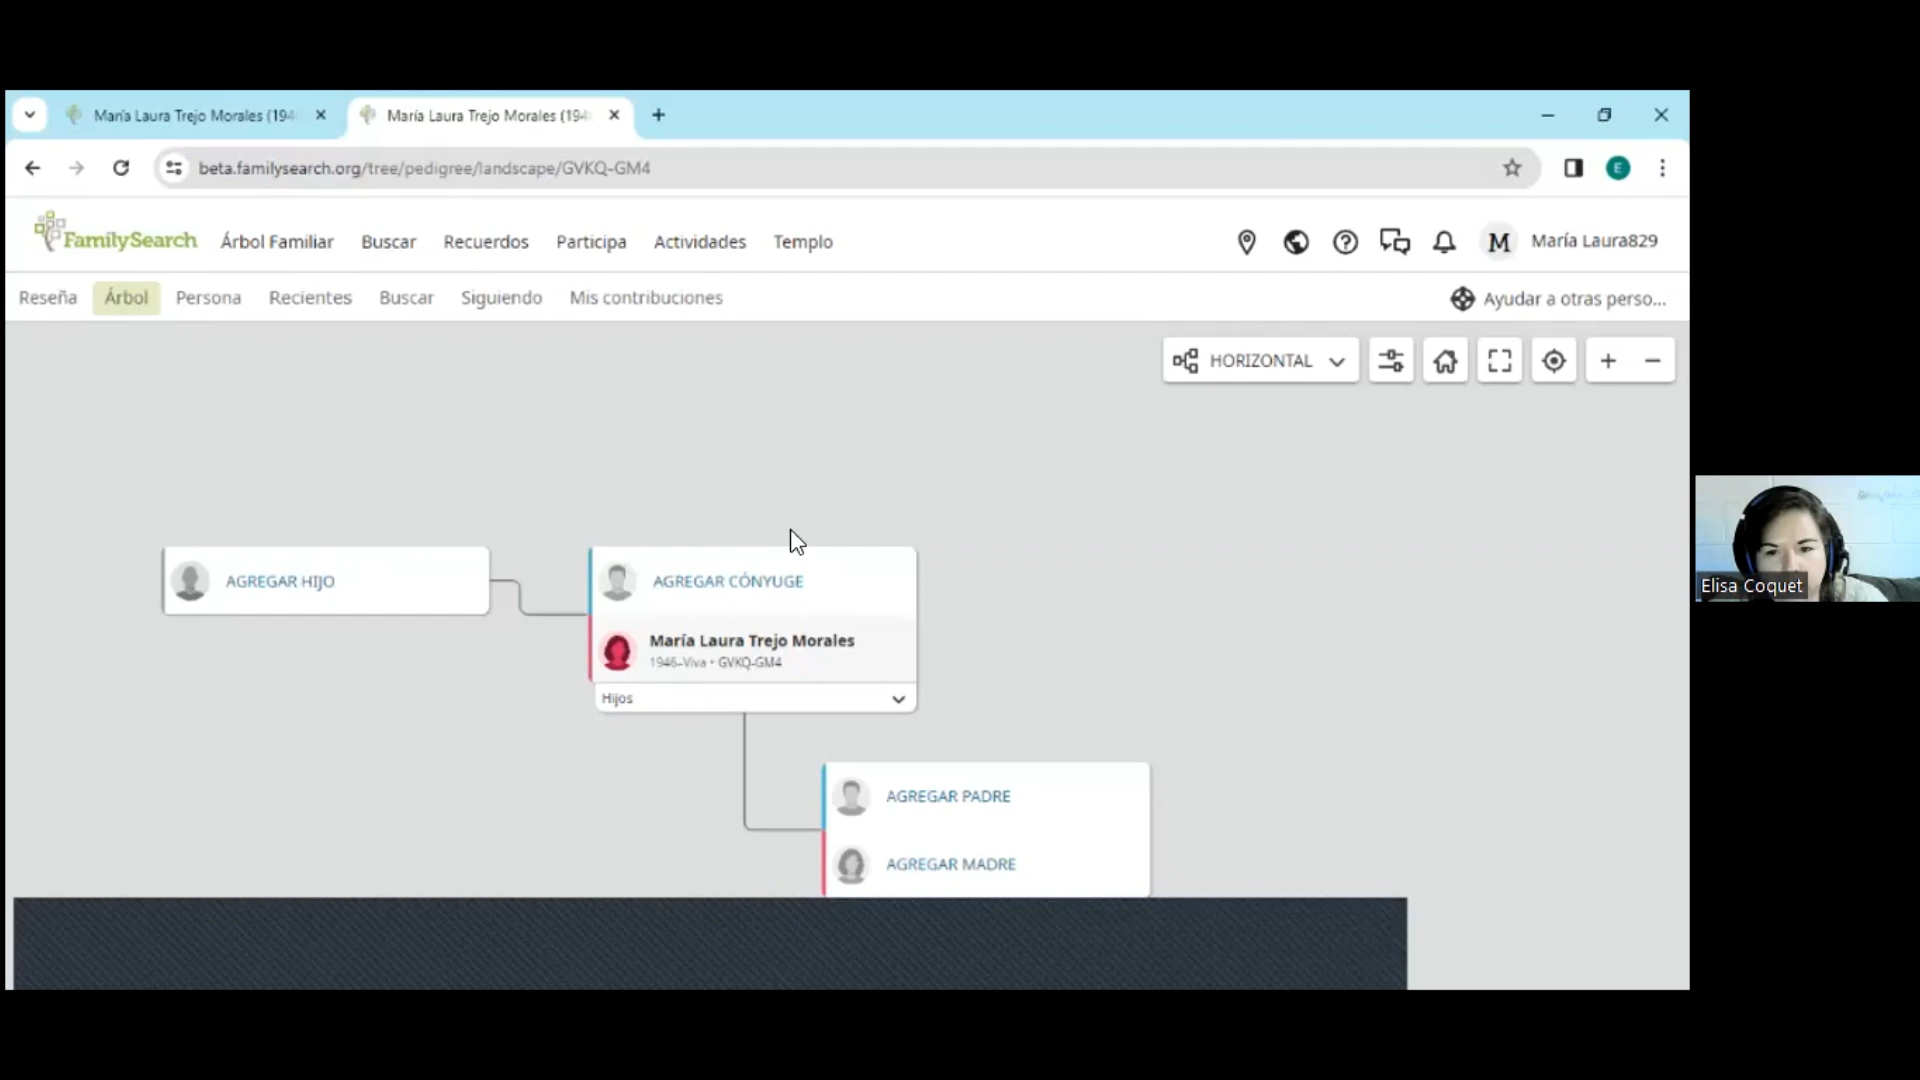 María Laura Trejo Morales (194
María Laura Trejo Morales (194
beta.familysearch.org/tree/pedigree/landscape/GVKQ-GM4
E
FamilySearch
Árbol Familiar
Buscar
Recuerdos
Participa
Actividades
Templo
M
María Laura829
Reseña
Árbol
Persona
Recientes
Buscar
Siguiendo
Mis contribuciones
Ayudar a otras perso...
HORIZONTAL
AGREGAR HIJO
AGREGAR CÓNYUGE
María Laura Trejo Morales
1946–Viva • GVKQ-GM4
Hijos
AGREGAR PADRE
AGREGAR MADRE
Elisa Coquet